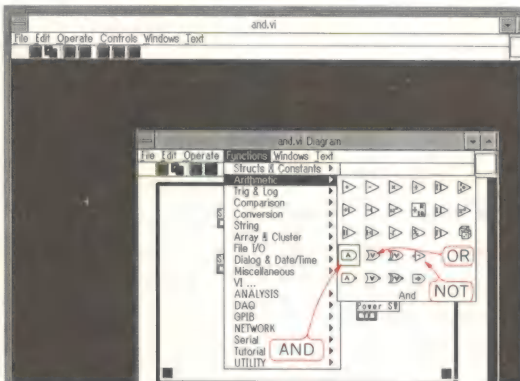 and.vi
File Edit Operate Controls Windows Text
and.vi Diagram
File Edit Operate Functions Windows Text
Structs & Constants
Arithmetic
Trig & Log
Comparison
Conversion
String
Array & Cluster
File I/O
Dialog & Date/Time
Miscellaneous
VI ...
ANALYSIS
DAQ
GPIB
NETWORK
Serial
Tutorial
UTILITY
OR
NOT
And
AND
Power SW